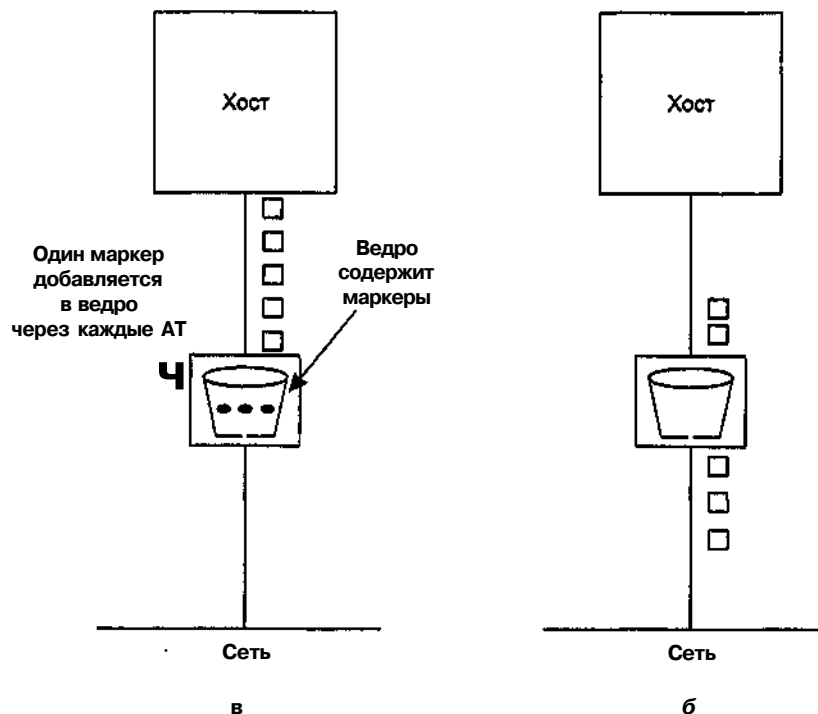 Хост
Хост
Один маркер
добавляется
в ведро
через каждые АТ
Ведро
содержит
маркеры
Ч
Сеть
Сеть
в
б